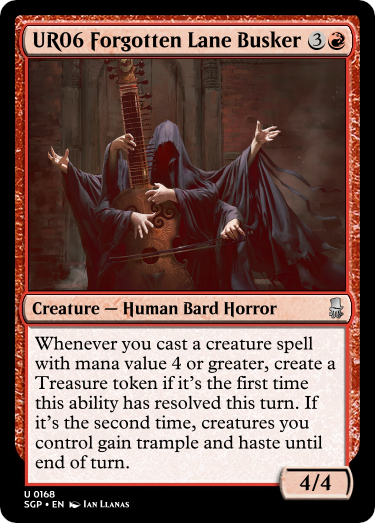 UR06 Forgotten Lane Busker 3
Creature — Human Bard Horror
Whenever you cast a creature spell
with mana value 4 or greater, create a
Treasure token if it's the first time
this ability has resolved this turn. If
it's the second time, creatures you
control gain trample and haste until
end of turn.
4/4
U 0168
SGP • EN Ian Llanas